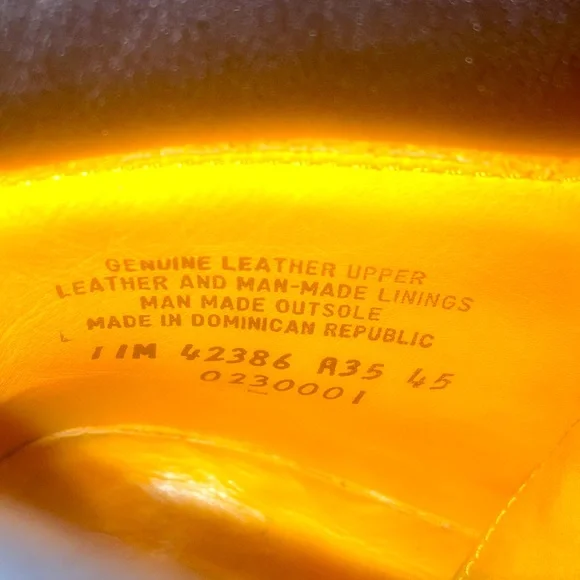 GENUINE LEATHER UPPER
LEATHER AND MAN-MADE LININGS
MAN MADE OUTSOLE
MADE IN DOMINICAN REPUBLIC
11M 42386 A35 45
0230001